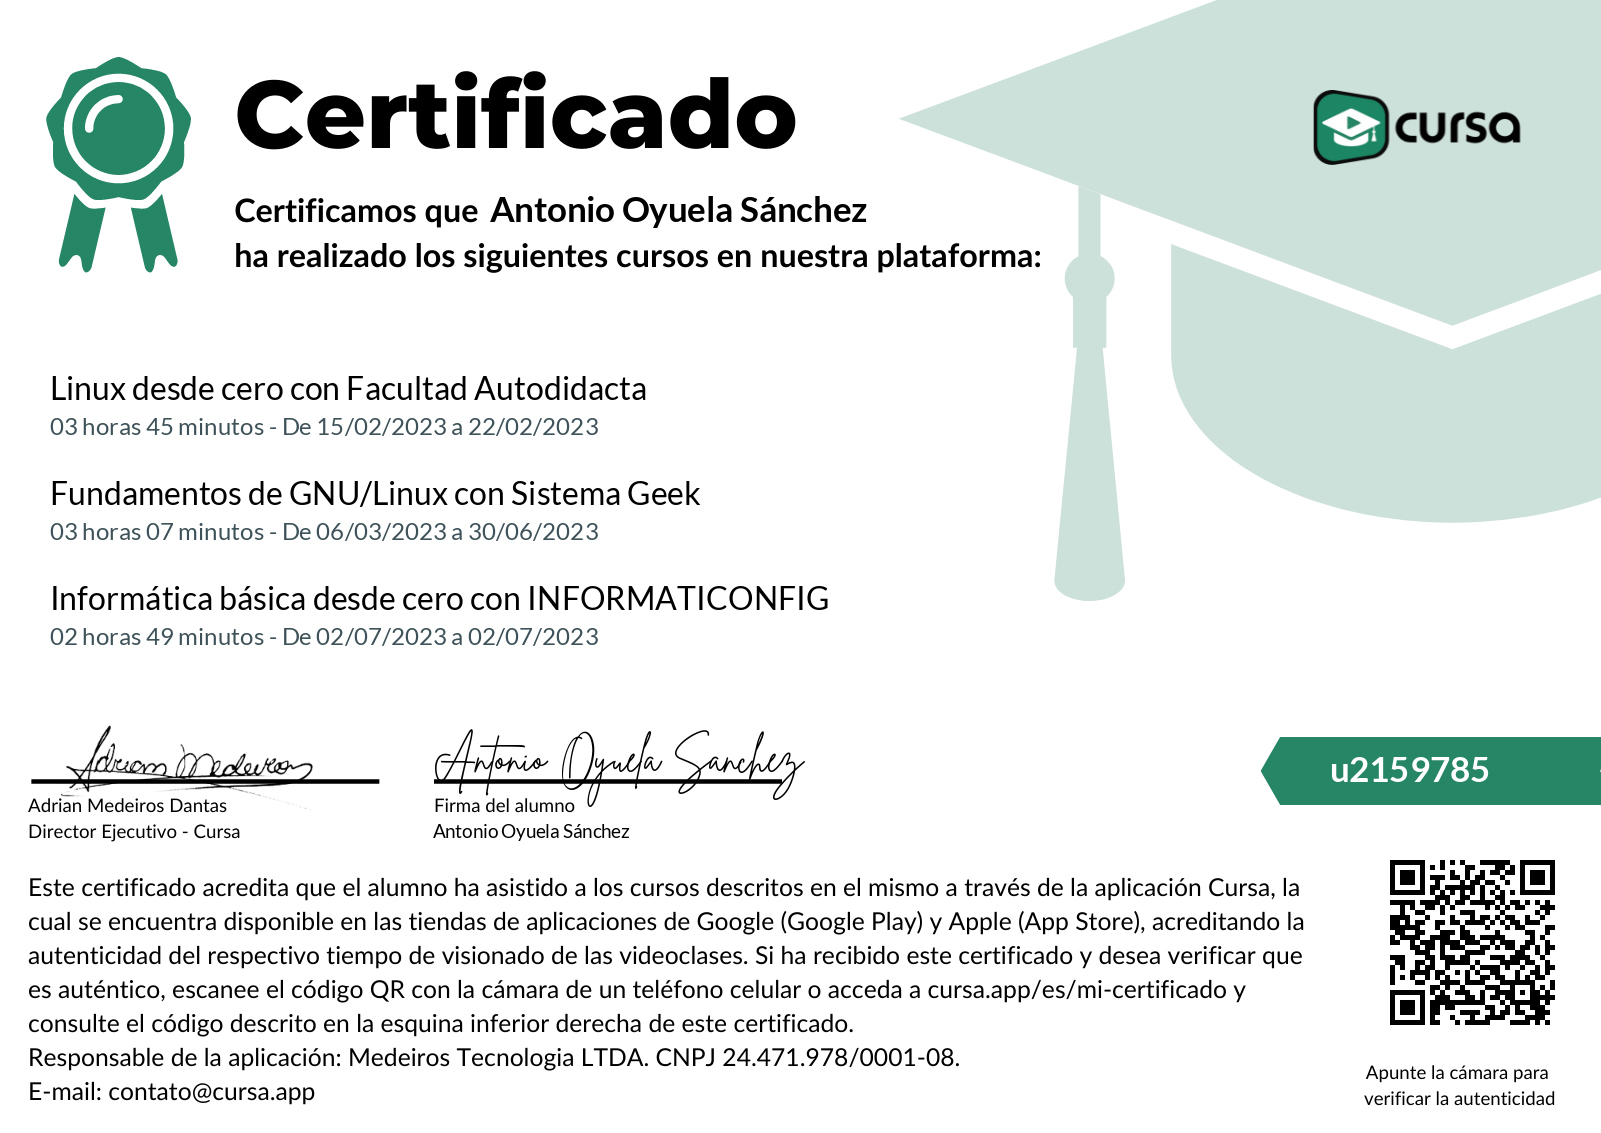 Certificado
cursa
Certificamos que Antonio Oyuela Sánchez
ha realizado los siguientes cursos en nuestra plataforma:
Linux desde cero con Facultad Autodidacta
03 horas 45 minutos - De 15/02/2023 a 22/02/2023
Fundamentos de GNU/Linux con Sistema Geek
03 horas 07 minutos - De 06/03/2023 a 30/06/2023
Informática básica desde cero con INFORMATICONFIG
02 horas 49 minutos - De 02/07/2023 a 02/07/2023
Adrian Medeiros
Antonio Oyuela Sanchez
u2159785
Adrian Medeiros Dantas
Director Ejecutivo - Cursa
Firma del alumno
Antonio Oyuela Sánchez
Este certificado acredita que el alumno ha asistido a los cursos descritos en el mismo a través de la aplicación Cursa, la
cual se encuentra disponible en las tiendas de aplicaciones de Google (Google Play) y Apple (App Store), acreditando la
autenticidad del respectivo tiempo de visionado de las videoclases. Si ha recibido este certificado y desea verificar que
es auténtico, escanee el código QR con la cámara de un teléfono celular o acceda a cursa.app/es/mi-certificado y
consulte el código descrito en la esquina inferior derecha de este certificado.
Responsable de la aplicación: Medeiros Tecnologia LTDA. CNPJ 24.471.978/0001-08.
E-mail: contato@cursa.app
Apunte la cámara para
verificar la autenticidad